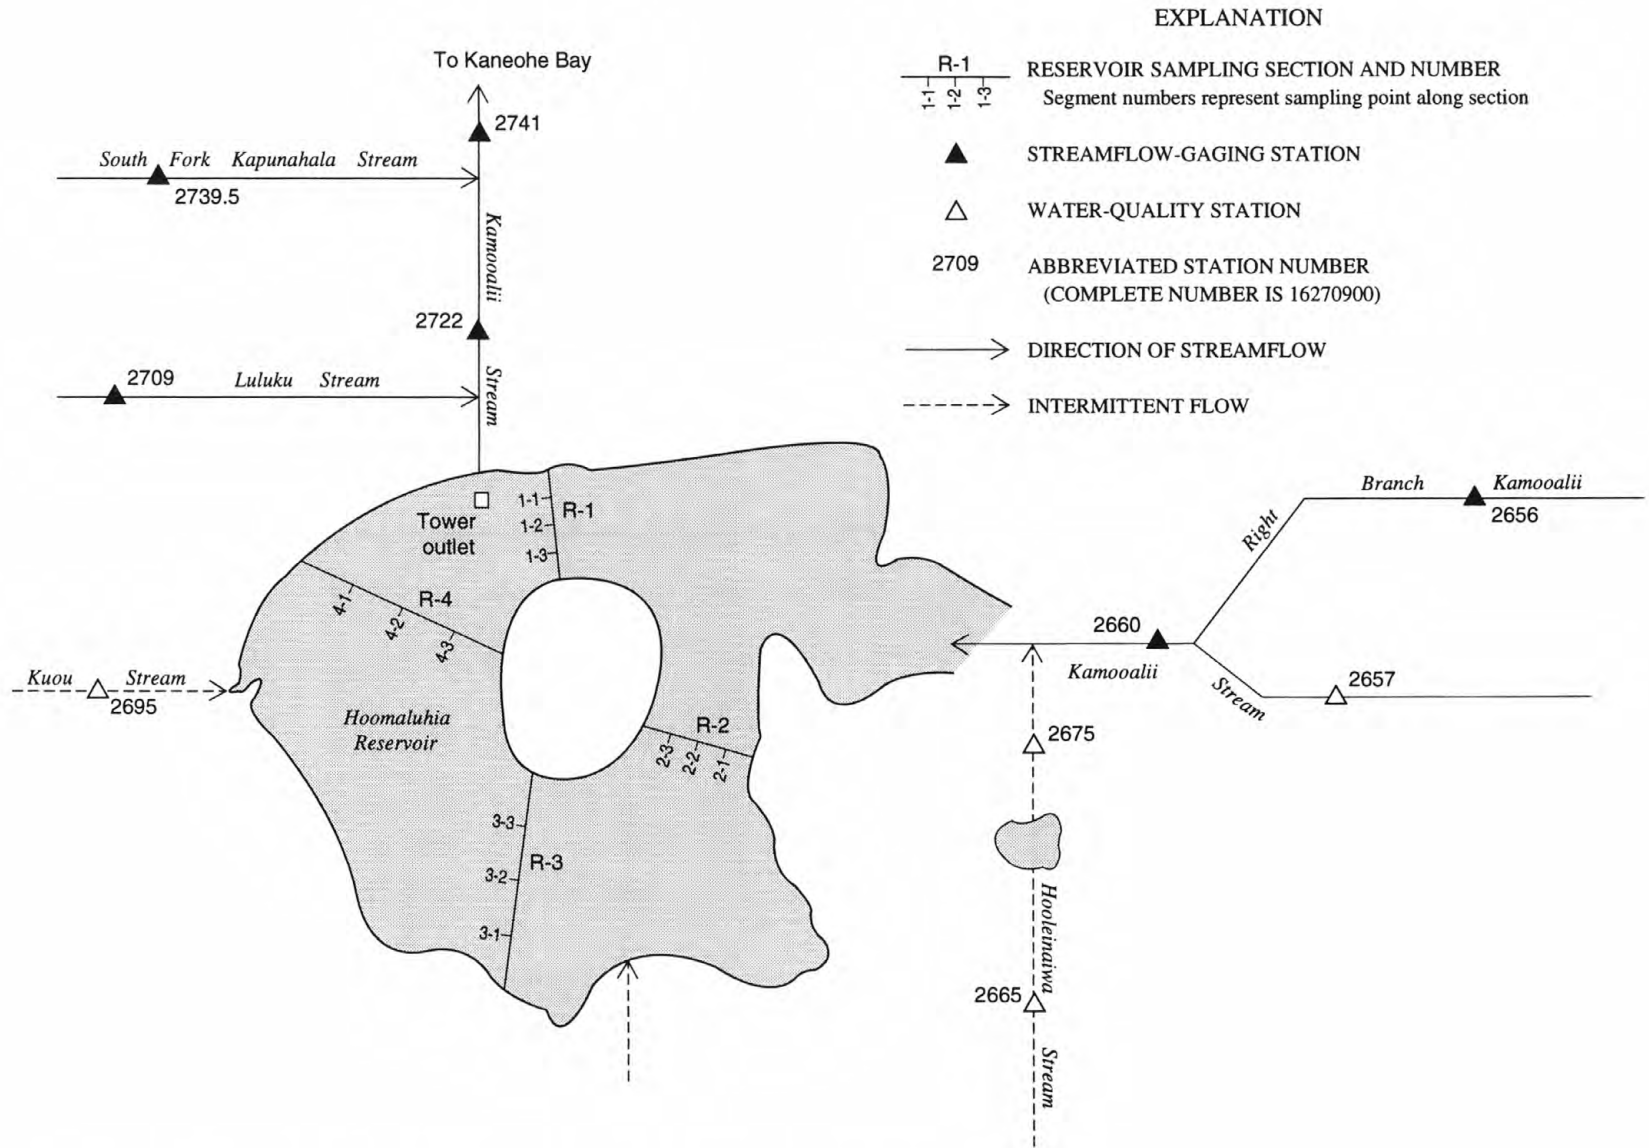 EXPLANATION
R-1
1-1
1-2
1-3
RESERVOIR SAMPLING SECTION AND NUMBER
Segment numbers represent sampling point along section
STREAMFLOW-GAGING STATION
WATER-QUALITY STATION
2709
ABBREVIATED STATION NUMBER
(COMPLETE NUMBER IS 16270900)
DIRECTION OF STREAMFLOW
INTERMITTENT FLOW
To Kaneohe Bay
2741
South Fork Kapunahala Stream
2739.5
Kamooalii Stream
2722
2709
Luluku Stream
Tower
outlet
1-1
1-2
1-3
R-1
R-4
4-1
4-2
4-3
Kuou Stream
2695
Hoomaluhia
Reservoir
R-2
2-3
2-2
2-1
3-3
R-3
3-2
3-1
Right Branch Kamooalii
2656
2660
Kamooalii Stream
2657
2675
Hooleinaiwa Stream
2665